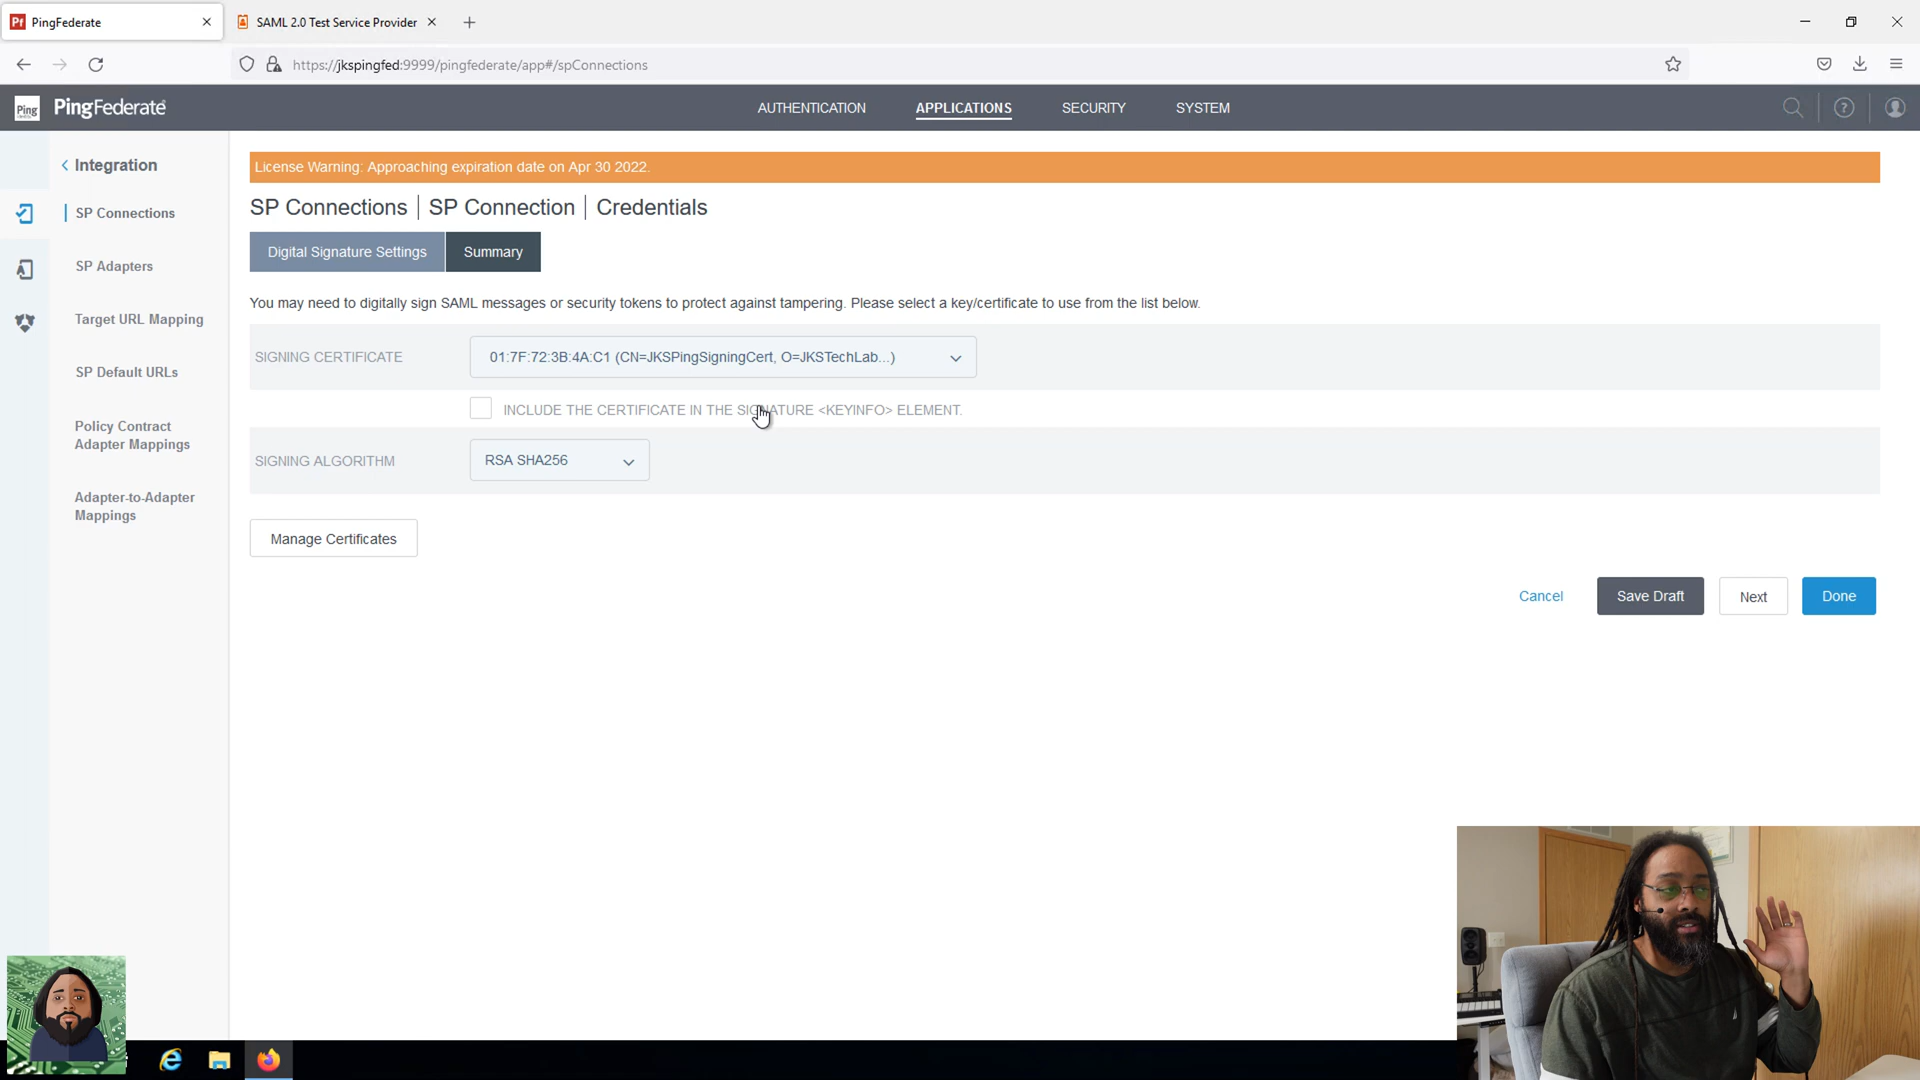 PingFederate
SAML 2.0 Test Service Provider
https://jkspingfed:9999/pingfederate/app#/spConnections
Ping
PingFederate
AUTHENTICATION
APPLICATIONS
SECURITY
SYSTEM
Integration
SP Connections
SP Adapters
Target URL Mapping
SP Default URLs
Policy Contract
Adapter Mappings
Adapter-to-Adapter
Mappings
License Warning: Approaching expiration date on Apr 30 2022.
SP Connections | SP Connection | Credentials
Digital Signature Settings
Summary
You may need to digitally sign SAML messages or security tokens to protect against tampering. Please select a key/certificate to use from the list below.
SIGNING CERTIFICATE
01:7F:72:3B:4A:C1 (CN=JKSPingSigningCert, O=JKSTechLab...)
INCLUDE THE CERTIFICATE IN THE SIGNATURE <KEYINFO> ELEMENT.
SIGNING ALGORITHM
RSA SHA256
Manage Certificates
Cancel
Save Draft
Next
Done